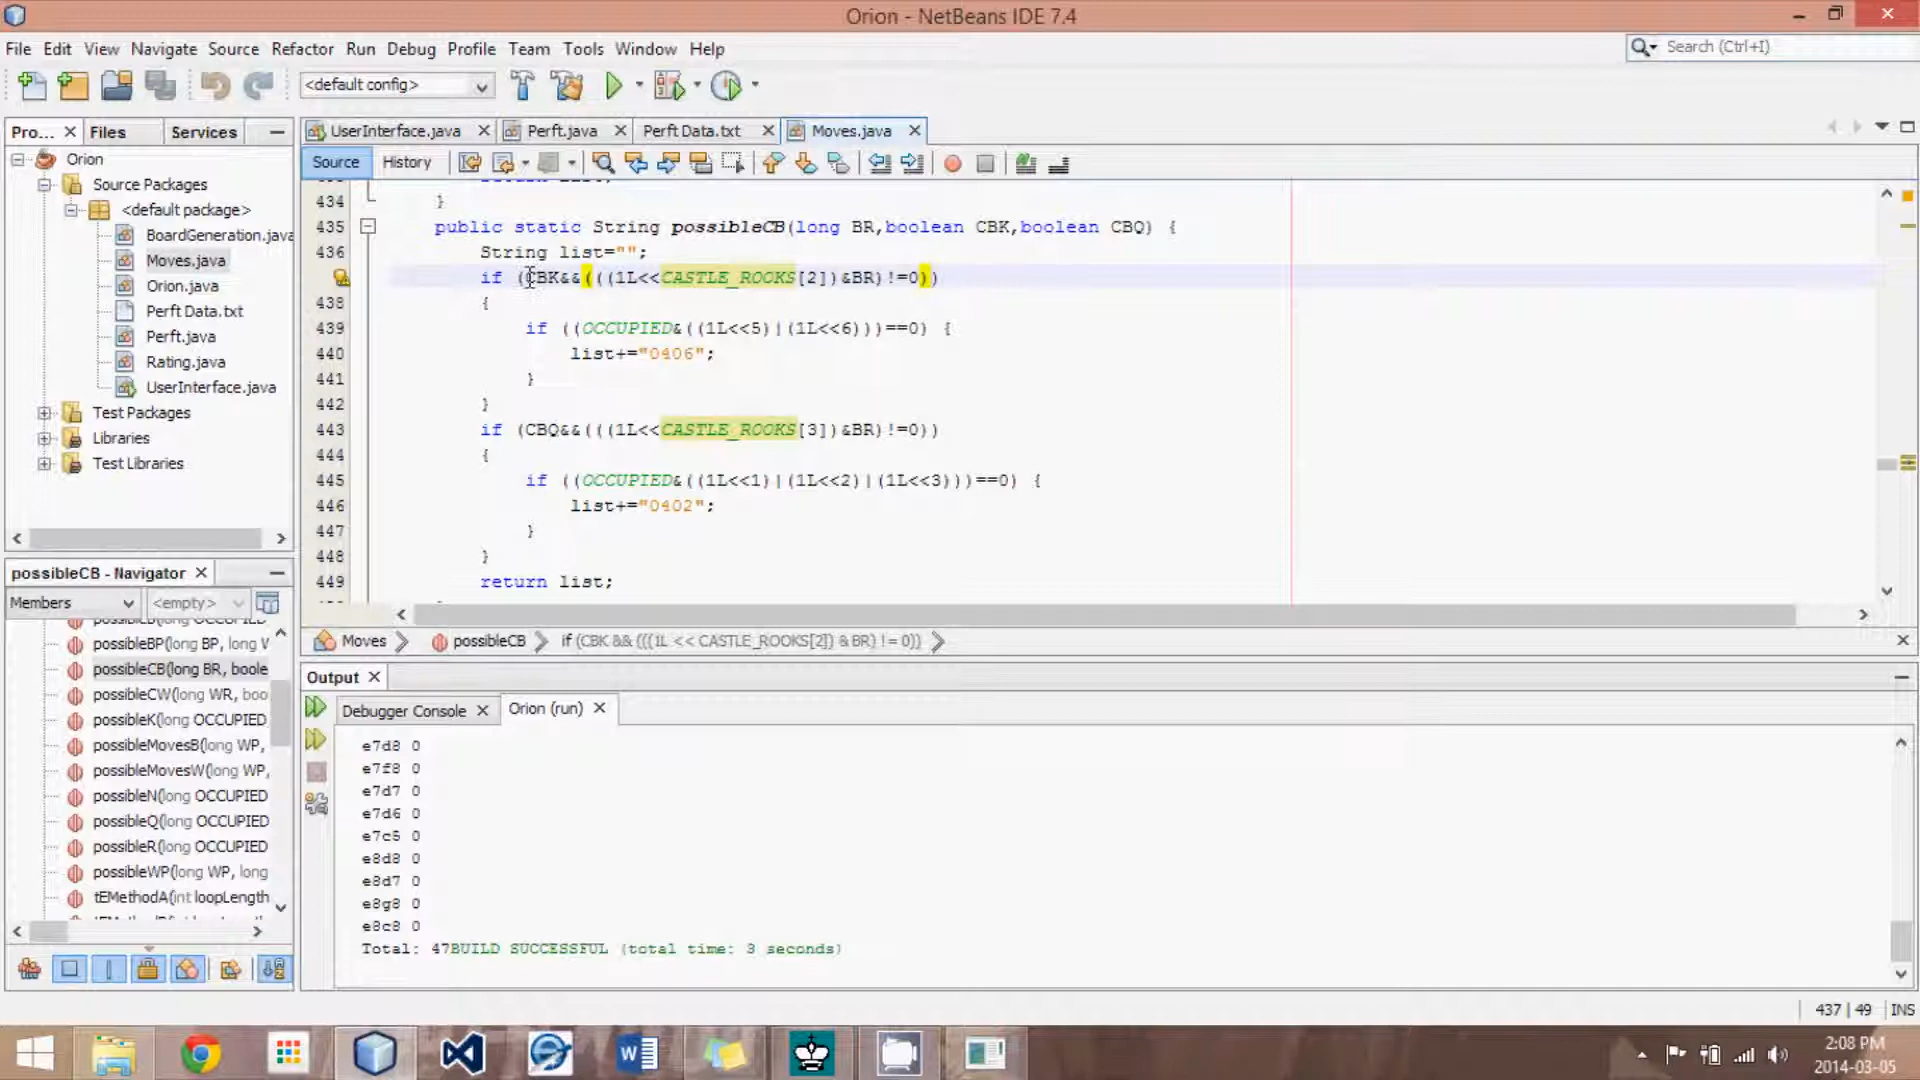 Orion - NetBeans IDE 7.4
File Edit View Navigate Source Refactor Run Debug Profile Team Tools Window Help
Search (Ctrl+I)
<default config>
Pro... Files Services
UserInterface.java Perft.java Perft Data.txt Moves.java
Source History
Orion
Source Packages
<default package>
BoardGeneration.java
Moves.java
Orion.java
Perft Data.txt
Perft.java
Rating.java
UserInterface.java
Test Packages
Libraries
Test Libraries
434 }
435 public static String possibleCB(long BR,boolean CBK,boolean CBQ) {
436 String list="";
if (CBK&&(((1L<<CASTLE_ROOKS[2])&BR)!=0))
438 {
439 if ((OCCUPIED&((1L<<5)|(1L<<6)))==0) {
440 list+="0406";
441 }
442 }
443 if (CBQ&&(((1L<<CASTLE_ROOKS[3])&BR)!=0))
444 {
445 if ((OCCUPIED&((1L<<1)|(1L<<2)|(1L<<3)))==0) {
446 list+="0402";
447 }
448 }
449 return list;
Moves possibleCB if (CBK && (((1L << CASTLE_ROOKS[2]) & BR) != 0))
possibleCB - Navigator
Members <empty>
possibleBP(long BP, long W
possibleCB(long BR, boole
possibleCW(long WR, boo
possibleK(long OCCUPIED
possibleMovesB(long WP,
possibleMovesW(long WP,
possibleN(long OCCUPIED
possibleQ(long OCCUPIED
possibleR(long OCCUPIED
possibleWP(long WP, long
tEMethodA(int loopLength
Output
Debugger Console Orion (run)
e7d8 0
e7f8 0
e7d7 0
e7d6 0
e7c5 0
e8d8 0
e8d7 0
e8g8 0
e8c8 0
Total: 47BUILD SUCCESSFUL (total time: 3 seconds)
437 | 49 INS
2:08 PM
2014-03-05